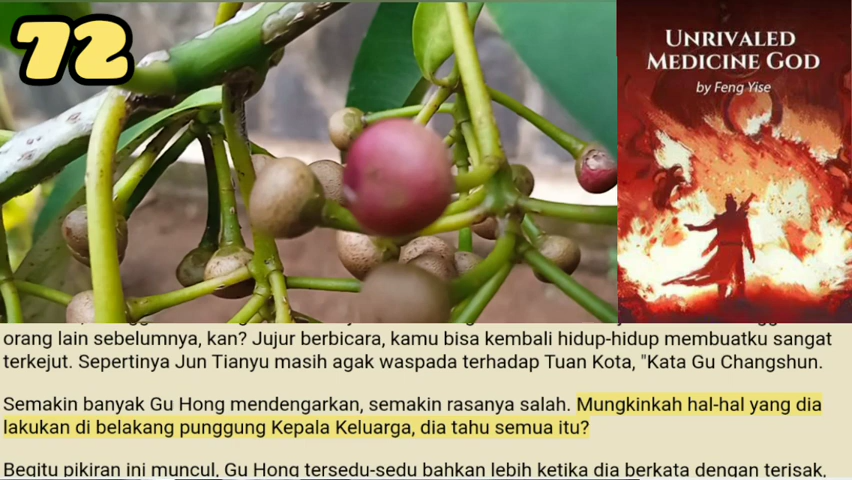 72
UNRIVALED
MEDICINE GOD
by Feng Yise
orang lain sebelumnya, kan? Jujur berbicara, kamu bisa kembali hidup-hidup membuatku sangat
terkejut. Sepertinya Jun Tianyu masih agak waspada terhadap Tuan Kota, "Kata Gu Changshun.
Semakin banyak Gu Hong mendengarkan, semakin rasanya salah. Mungkinkah hal-hal yang dia
lakukan di belakang punggung Kepala Keluarga, dia tahu semua itu?
Begitu pikiran ini muncul, Gu Hong tersedu-sedu bahkan lebih ketika dia berkata dengan terisak,